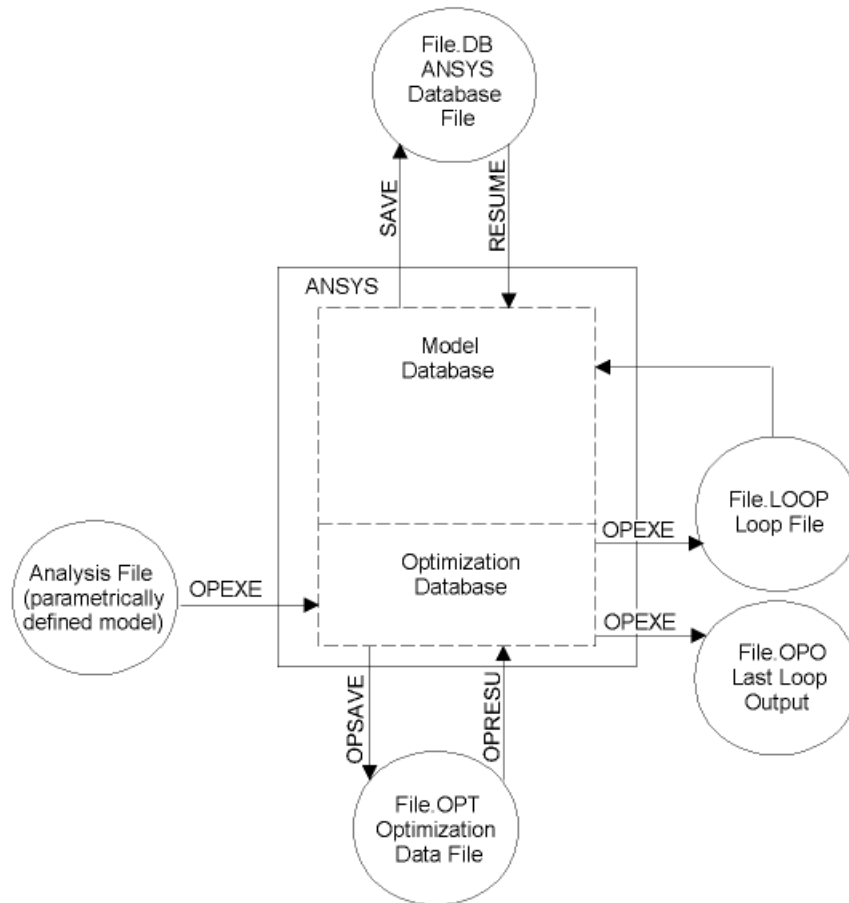 File.DB
ANSYS
Database
File
SAVE
RESUME
ANSYS
Model
Database
File.LOOP
Loop File
OPEXE
Analysis File
(parametrically
defined model)
OPEXE
Optimization
Database
OPEXE
File.OPO
Last Loop
Output
OPSAVE
OPRESU
File.OPT
Optimization
Data File